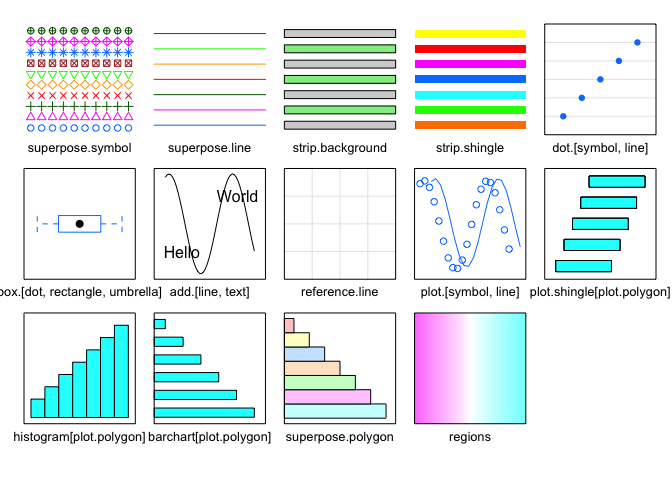 superpose.symbol
superpose.line
strip.background
strip.shingle
dot.[symbol, line]
World
Hello
box.[dot, rectangle, umbrella]
add.[line, text]
reference.line
plot.[symbol, line]
plot.shingle[plot.polygon]
histogram[plot.polygon]
barchart[plot.polygon]
superpose.polygon
regions